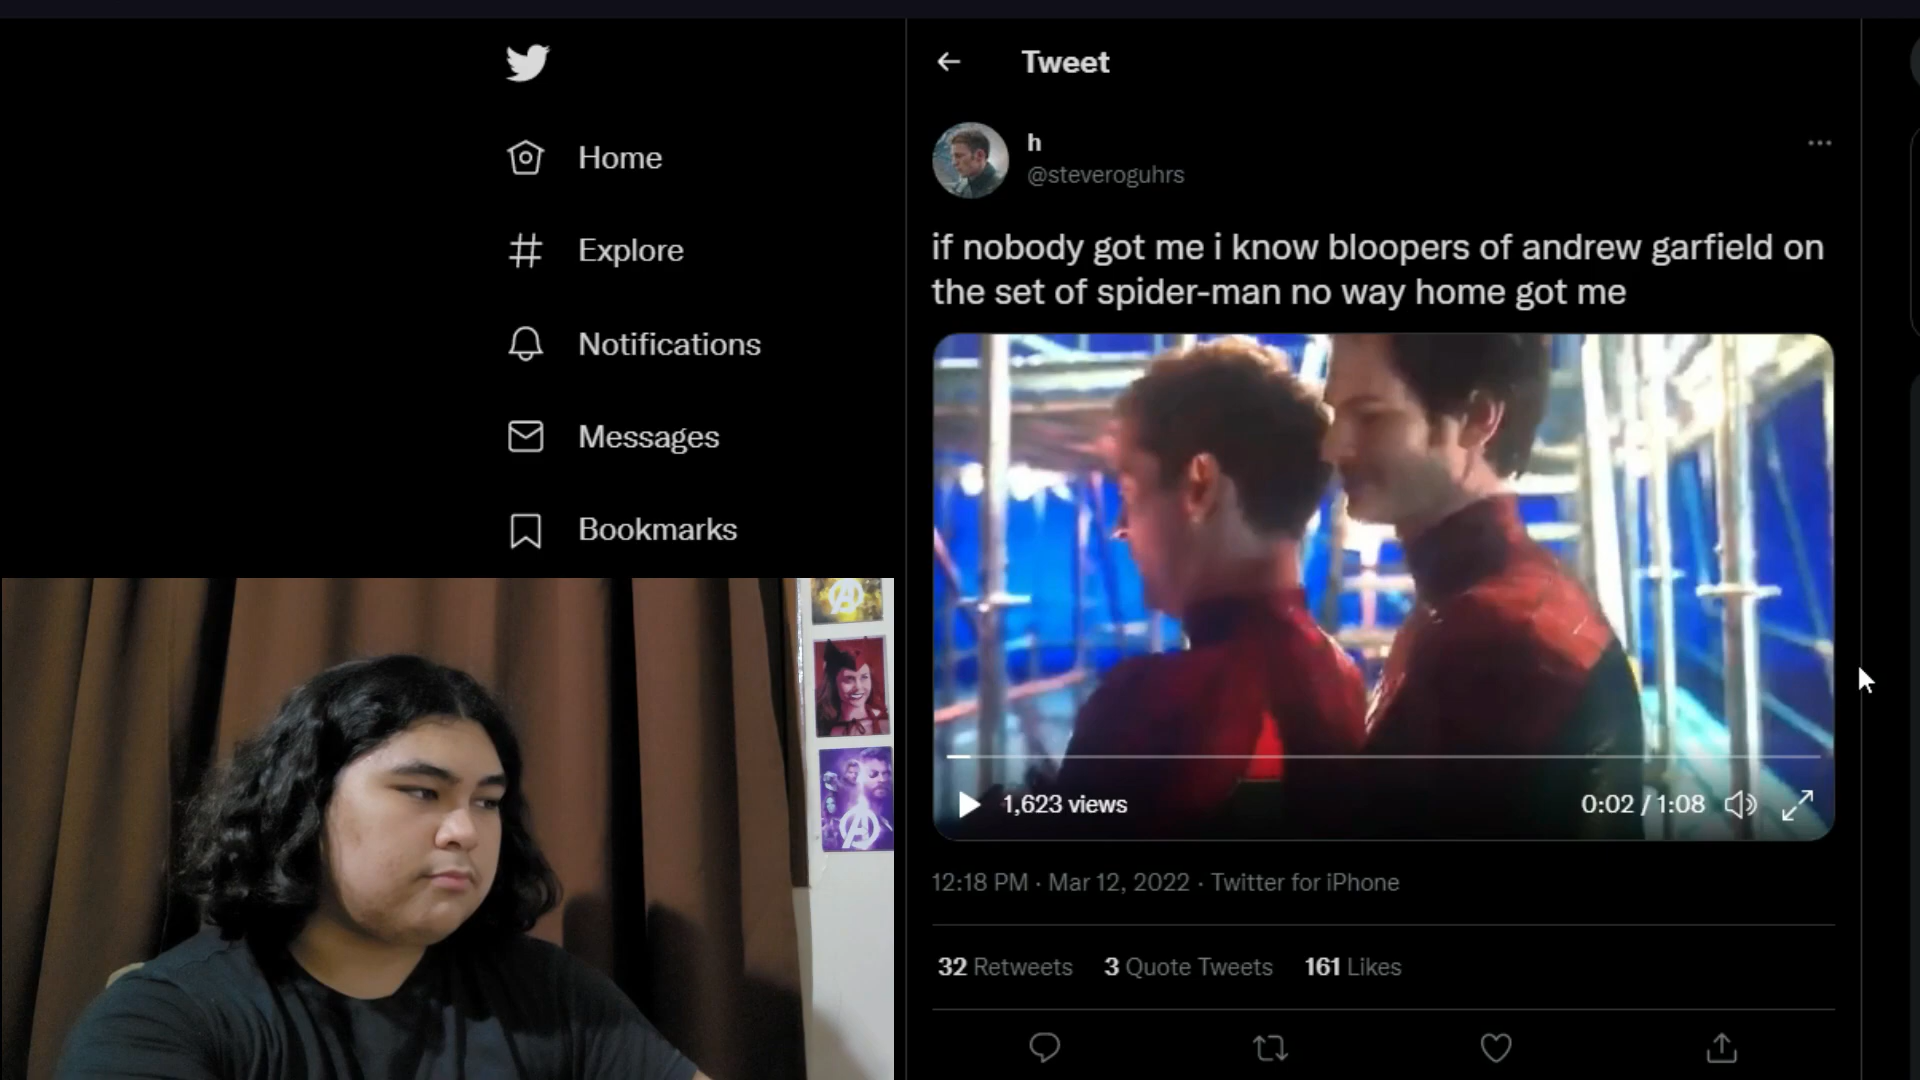 Home
Explore
Notifications
Messages
Bookmarks
Tweet
h
@steveroguhrs
if nobody got me i know bloopers of andrew garfield on
the set of spider-man no way home got me
1,623 views
0:02 / 1:08
12:18 PM · Mar 12, 2022 · Twitter for iPhone
32 Retweets 3 Quote Tweets 161 Likes